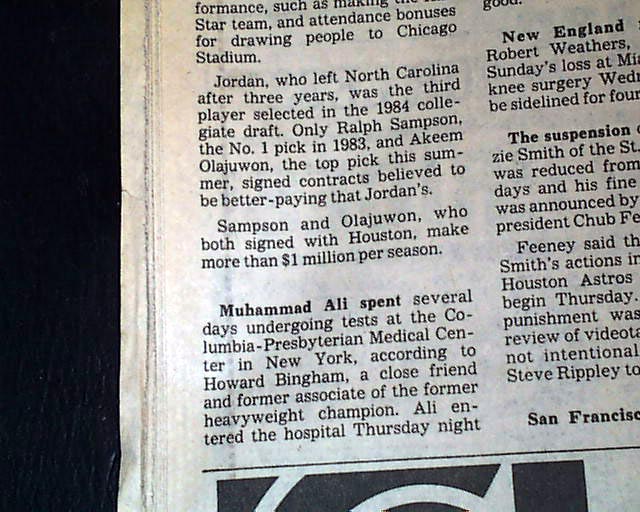 formance, such as making the
Star team, and attendance bonuses
for drawing people to Chicago
Stadium.
Jordan, who left North Carolina
after three years, was the third
player selected in the 1984 colle-
giate draft. Only Ralph Sampson,
the No. 1 pick in 1983, and Akeem
Olajuwon, the top pick this sum-
mer, signed contracts believed to
be better-paying that Jordan's.
Sampson and Olajuwon, who
both signed with Houston, make
more than $1 million per season.
Muhammad Ali spent several
days undergoing tests at the Co-
lumbia-Presbyterian Medical Cen-
ter in New York, according to
Howard Bingham, a close friend
and former associate of the former
heavyweight champion. Ali en-
tered the hospital Thursday night
good.
New England
Robert Weathers,
Sunday's loss at
knee surgery
be sidelined for
The suspension
zie Smith of the St.
was reduced from
days and his fine
was announced by
president Chub
Feeney said
Smith's actions in
Houston Astros
begin Thursday.
punishment was
review of
not intentional
Steve Rippley to
San